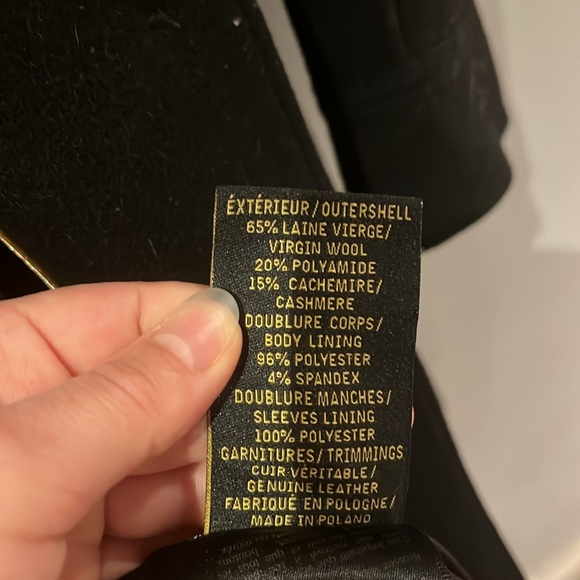 ÉXTÉRIEUR/OUTERSHELL
65% LAINE VIERGE/
VIRGIN WOOL
20% POLYAMIDE
15% CACHEMIRE/
CASHMERE
DOUBLURE CORPS/
BODY LINING
96% POLYESTER
4% SPANDEX
DOUBLURE MANCHES/
SLEEVES LINING
100% POLYESTER
GARNITURES/TRIMMINGS
CUIR VÉRITABLE/
GENUINE LEATHER
FABRIQUÉ EN POLOGNE/
MADE IN POLAND